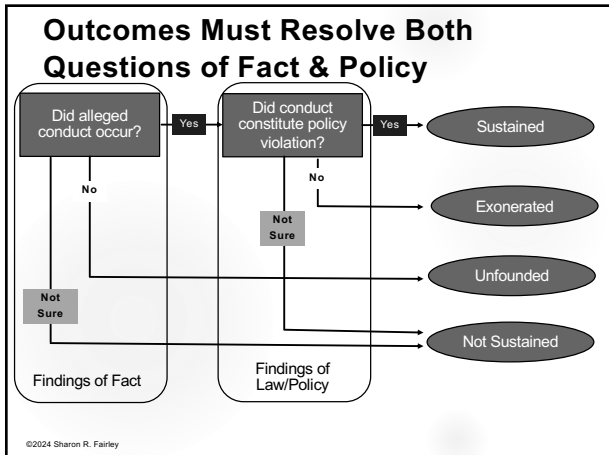 Outcomes Must Resolve Both
Questions of Fact & Policy
Did alleged
conduct occur?
Yes
Did conduct
constitute policy
violation?
Yes
Sustained
No
No
Exonerated
Not
Sure
Unfounded
Not
Sure
Not Sustained
Findings of Fact
Findings of
Law/Policy
©2024 Sharon R. Fairley